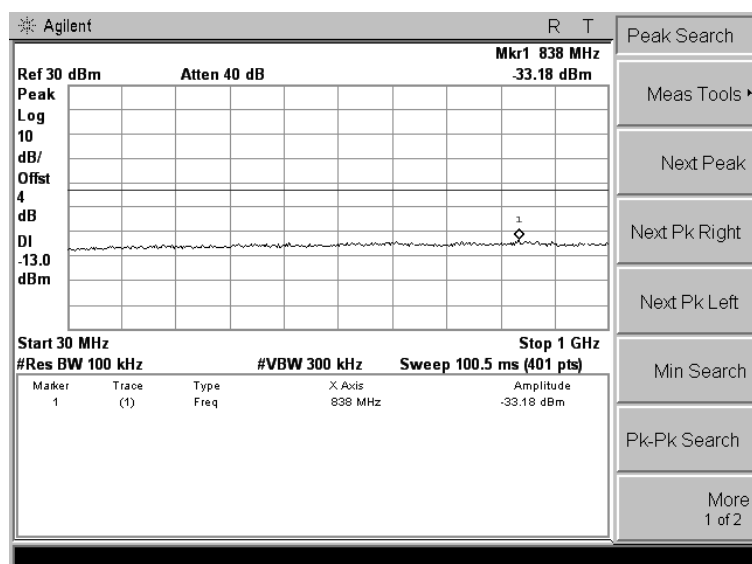 Agilent R T
Mkr1 838 MHz
Ref 30 dBm Atten 40 dB -33.18 dBm
Peak
Log
10
dB/
Offst
4
dB
DI
-13.0
dBm
1
Start 30 MHz Stop 1 GHz
#Res BW 100 kHz #VBW 300 kHz Sweep 100.5 ms (401 pts)
Marker Trace Type X Axis Amplitude
1 (1) Freq 838 MHz -33.18 dBm
Peak Search
Meas Tools
Next Peak
Next Pk Right
Next Pk Left
Min Search
Pk-Pk Search
More
1 of 2